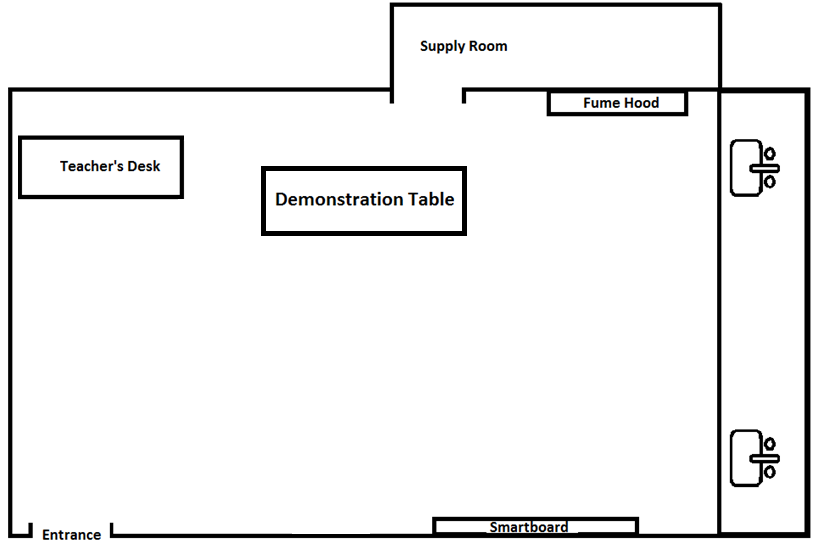 Supply Room
Fume Hood
Teacher's Desk
Demonstration Table
Smartboard
Entrance